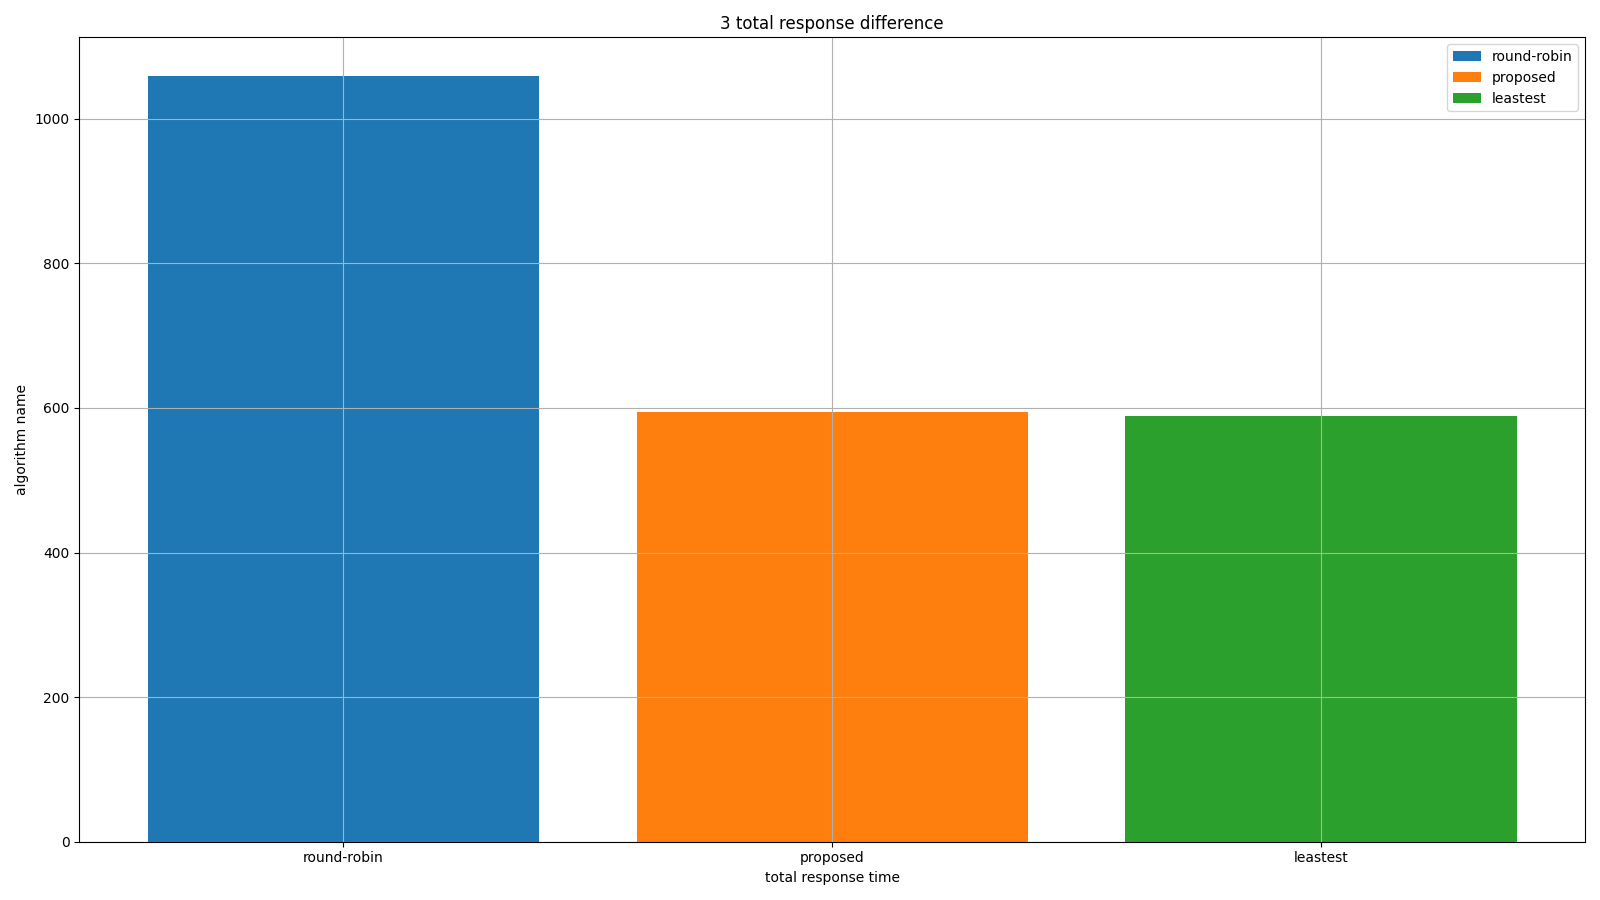 3 total response difference
round-robin
proposed
leastest
1000
800
600
400
200
0
algorithm name
round-robin
proposed
leastest
total response time